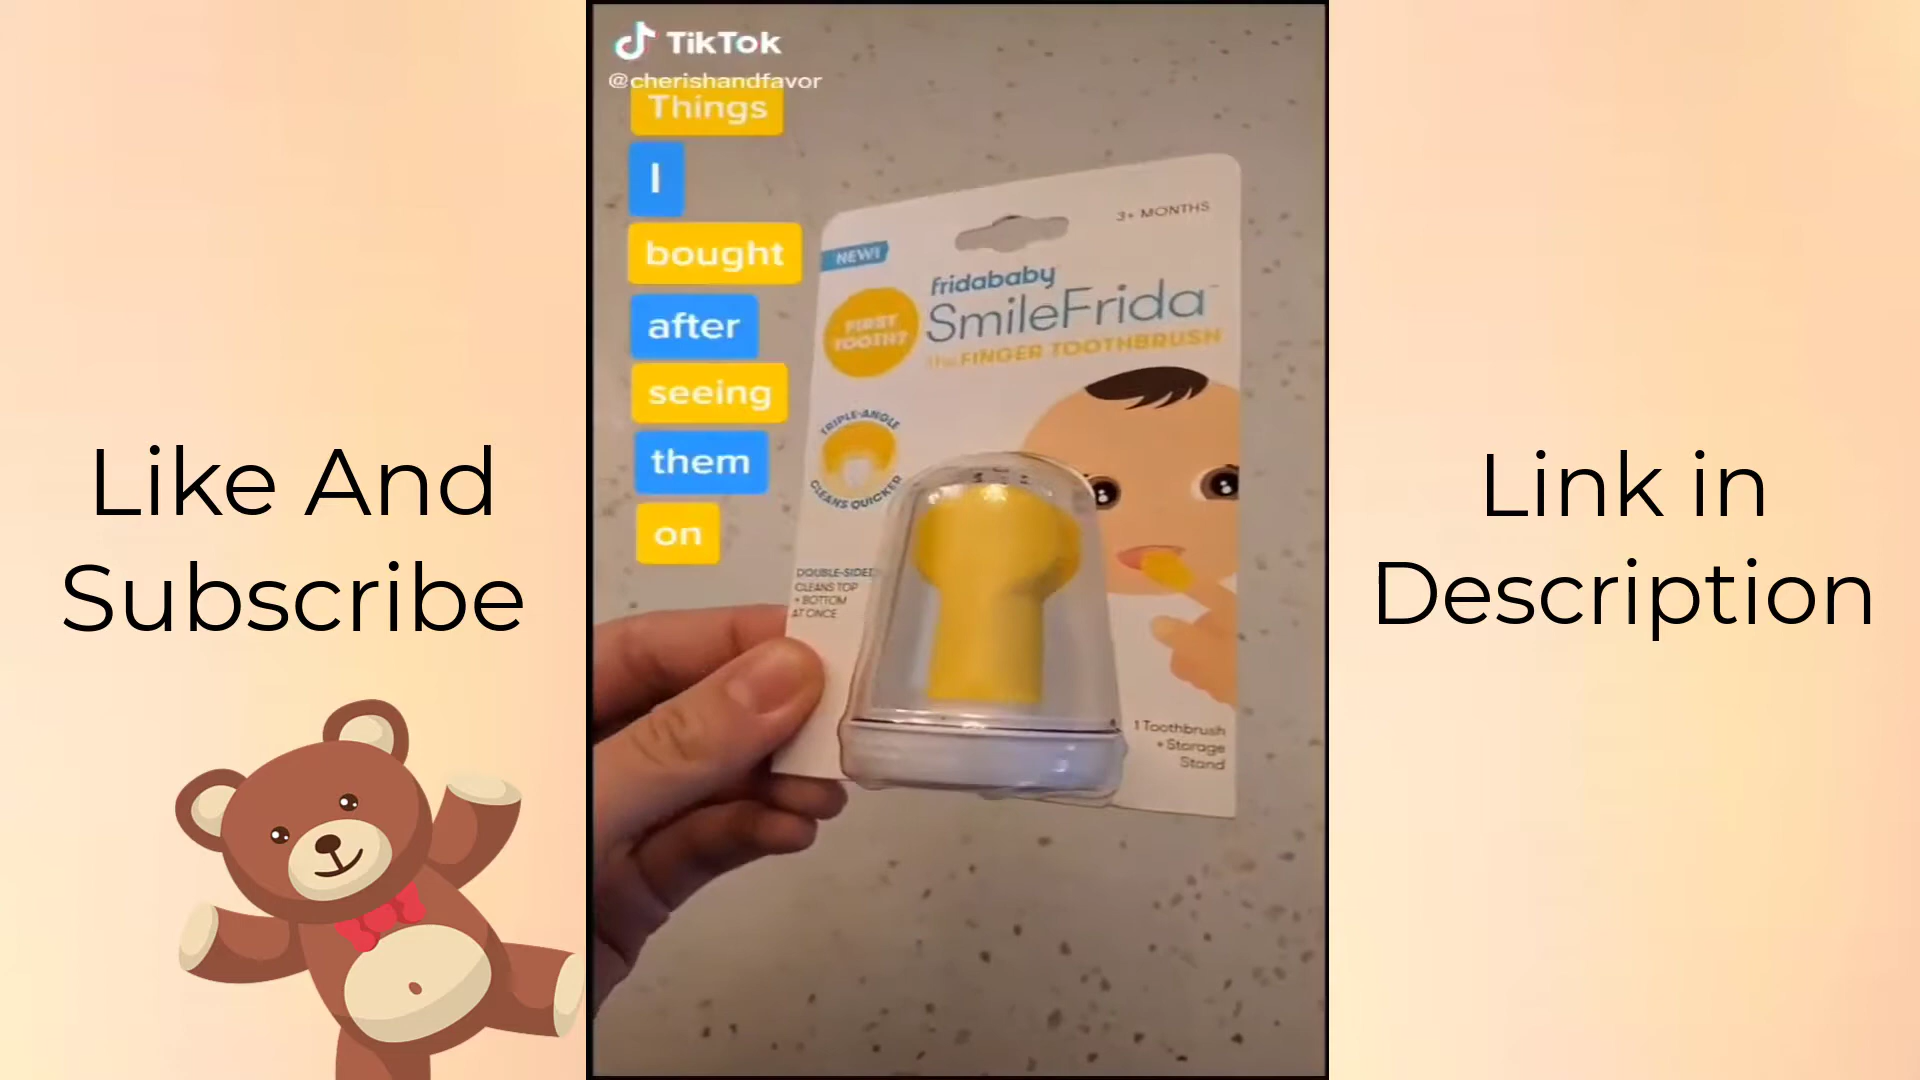 Like And
Subscribe
TikTok
@cherishandfavor
Things
I
bought
after
seeing
them
on
3+ MONTHS
NEW!
fridababy
SmileFrida
FIRST
TOOTH?
the FINGER TOOTHBRUSH
TRIPLE-ANGLE
CLEANS QUICKER
DOUBLE-SIDED
CLEANS TOP
+ BOTTOM
AT ONCE
1 Toothbrush
+ Storage
Stand
Link in
Description